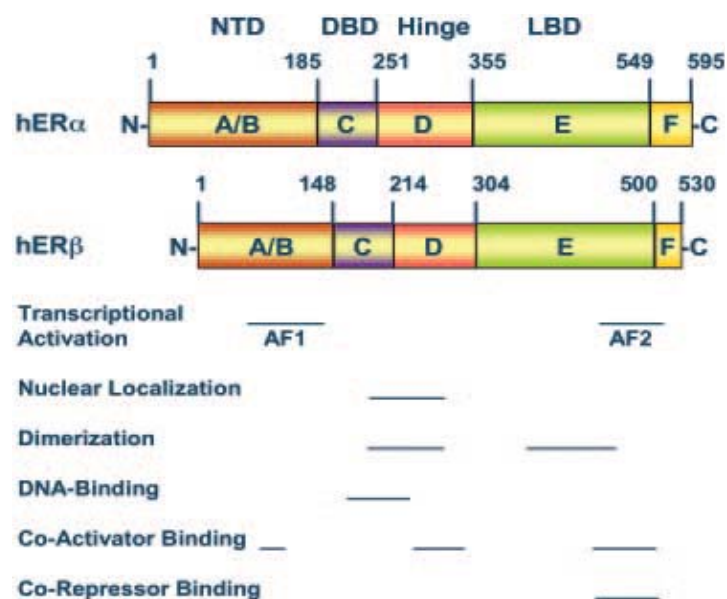 NTD DBD Hinge LBD
1 185 251 355 549 595
hERα N- A/B C D E F -C
1 148 214 304 500 530
hERβ N- A/B C D E F -C
Transcriptional
Activation AF1 AF2
Nuclear Localization
Dimerization
DNA-Binding
Co-Activator Binding
Co-Repressor Binding